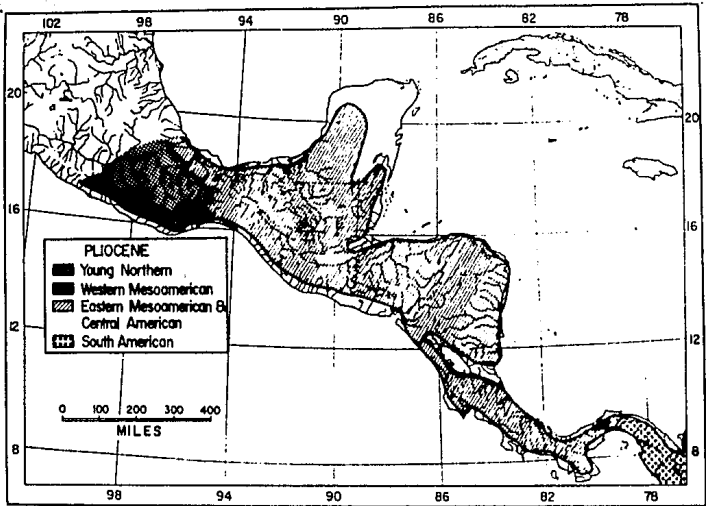 102 98 96 94 90 86 82 78
20 20
16 16
PLIOCENE
Young Northern
Western Mesoamerican
Eastern Mesoamerican &
Central American
South American
12 12
0 100 200 300 400
MILES
8 8
98 94 90 86 82 78